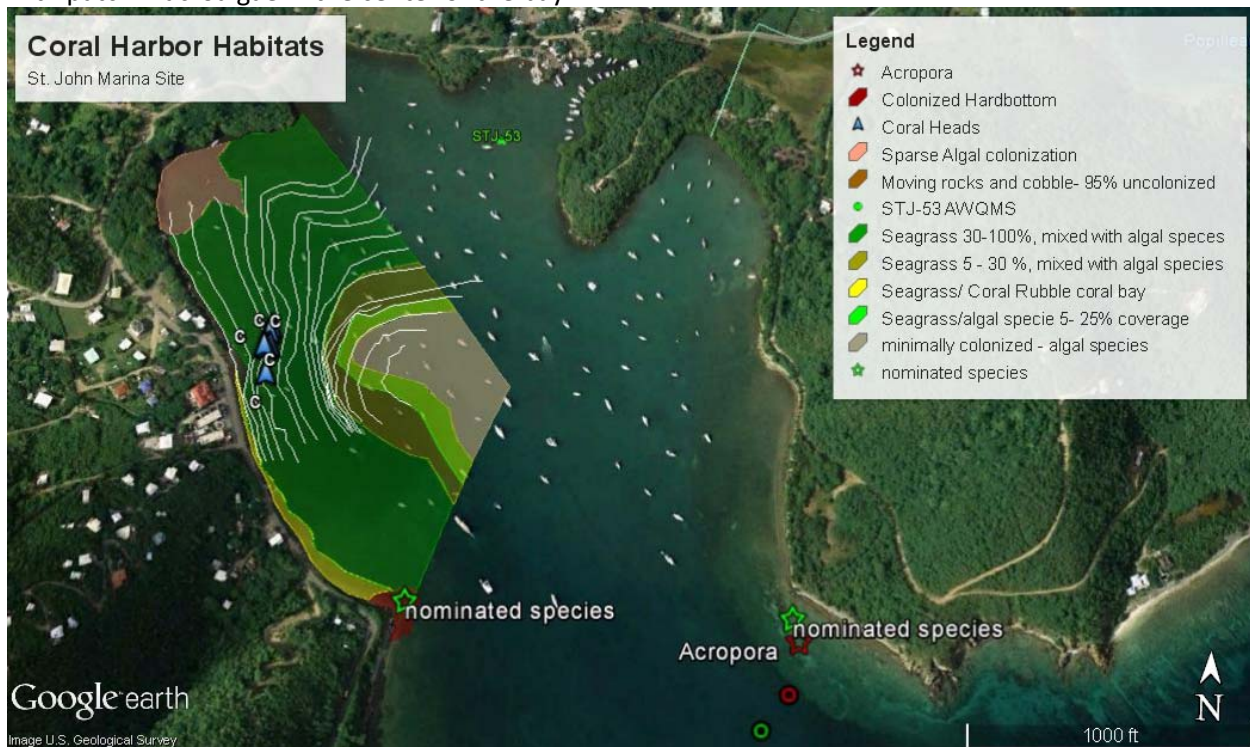 Coral Harbor Habitats
St. John Marina Site
Legend
Acropora
Colonized Hardbottom
Coral Heads
Sparse Algal colonization
Moving rocks and cobble- 95% uncolonized
STJ-53 AWQMS
Seagrass 30-100%, mixed with algal speces
Seagrass 5 - 30 %, mixed with algal species
Seagrass/ Coral Rubble coral bay
Seagrass/algal specie 5- 25% coverage
minimally colonized - algal species
nominated species
STJ-53
C C
C
C
C
nominated species
nominated species
Acropora
Google earth
Image U.S. Geological Survey
N
1000 ft